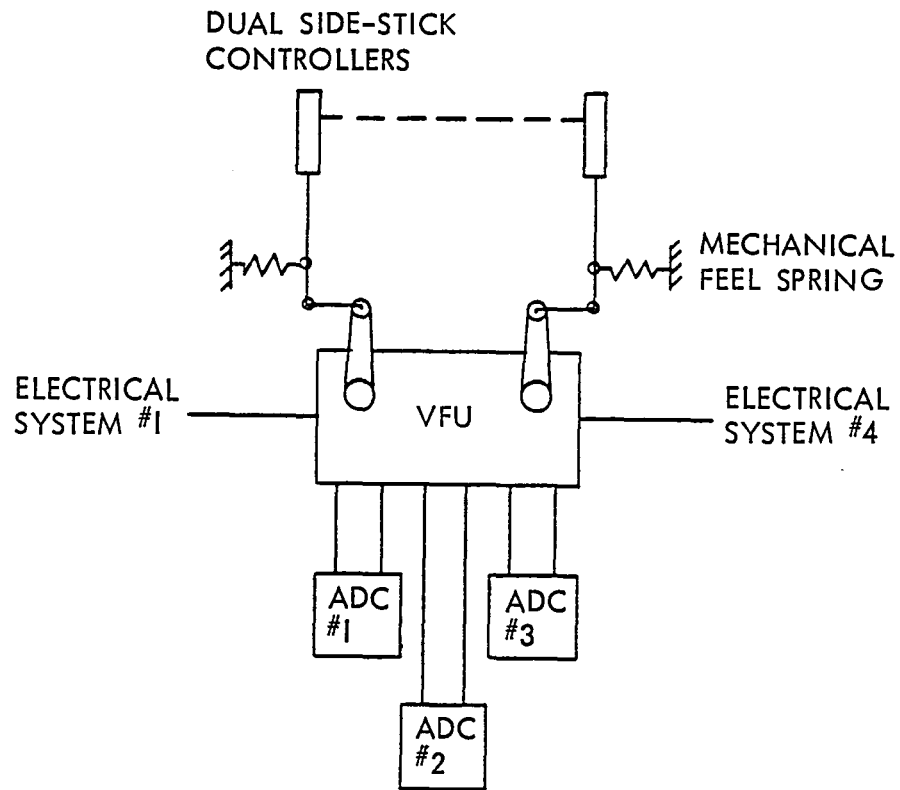 DUAL SIDE-STICK
CONTROLLERS
MECHANICAL
FEEL SPRING
ELECTRICAL
SYSTEM #1
VFU
ELECTRICAL
SYSTEM #4
ADC
#1
ADC
#3
ADC
#2